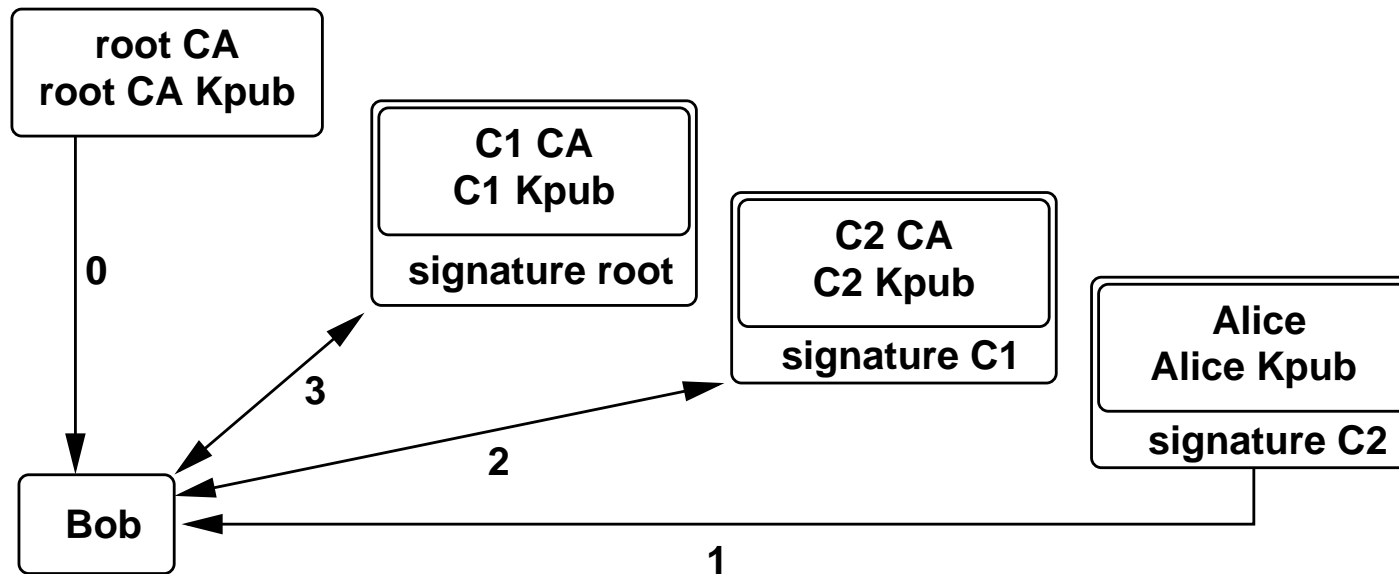 root CA
root CA Kpub
C1 CA
C1 Kpub
signature root
C2 CA
C2 Kpub
signature C1
Alice
Alice Kpub
signature C2
0
3
2
1
Bob